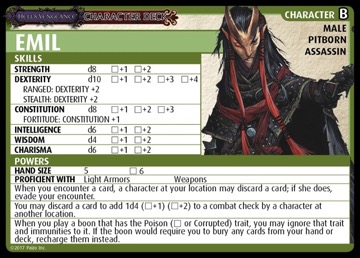 HELL'S VENGEANCE CHARACTER DECK CHARACTER B
EMIL
MALE
PITBORN
ASSASSIN
SKILLS
STRENGTH d8 □+1 □+2
DEXTERITY d10 □+1 □+2 □+3 □+4
RANGED: DEXTERITY +2
STEALTH: DEXTERITY +2
CONSTITUTION d8 □+1 □+2
FORTITUDE: CONSTITUTION +1
INTELLIGENCE d6 □+1 □+2
WISDOM d4 □+1 □+2
CHARISMA d6 □+1 □+2
POWERS
HAND SIZE 5 □6
PROFICIENT WITH Light Armors Weapons
When you encounter a card, a character at your location may discard a card; if she does,
evade your encounter.
You may discard a card to add 1d4 (□+1) (□+2) to a combat check by a character at
another location.
When you play a boon that has the Poison (□ or Corrupted) trait, you may ignore that trait
and immunities to it. If the boon would require you to bury any cards from your hand or
deck, recharge them instead.
©2017 Paizo Inc.